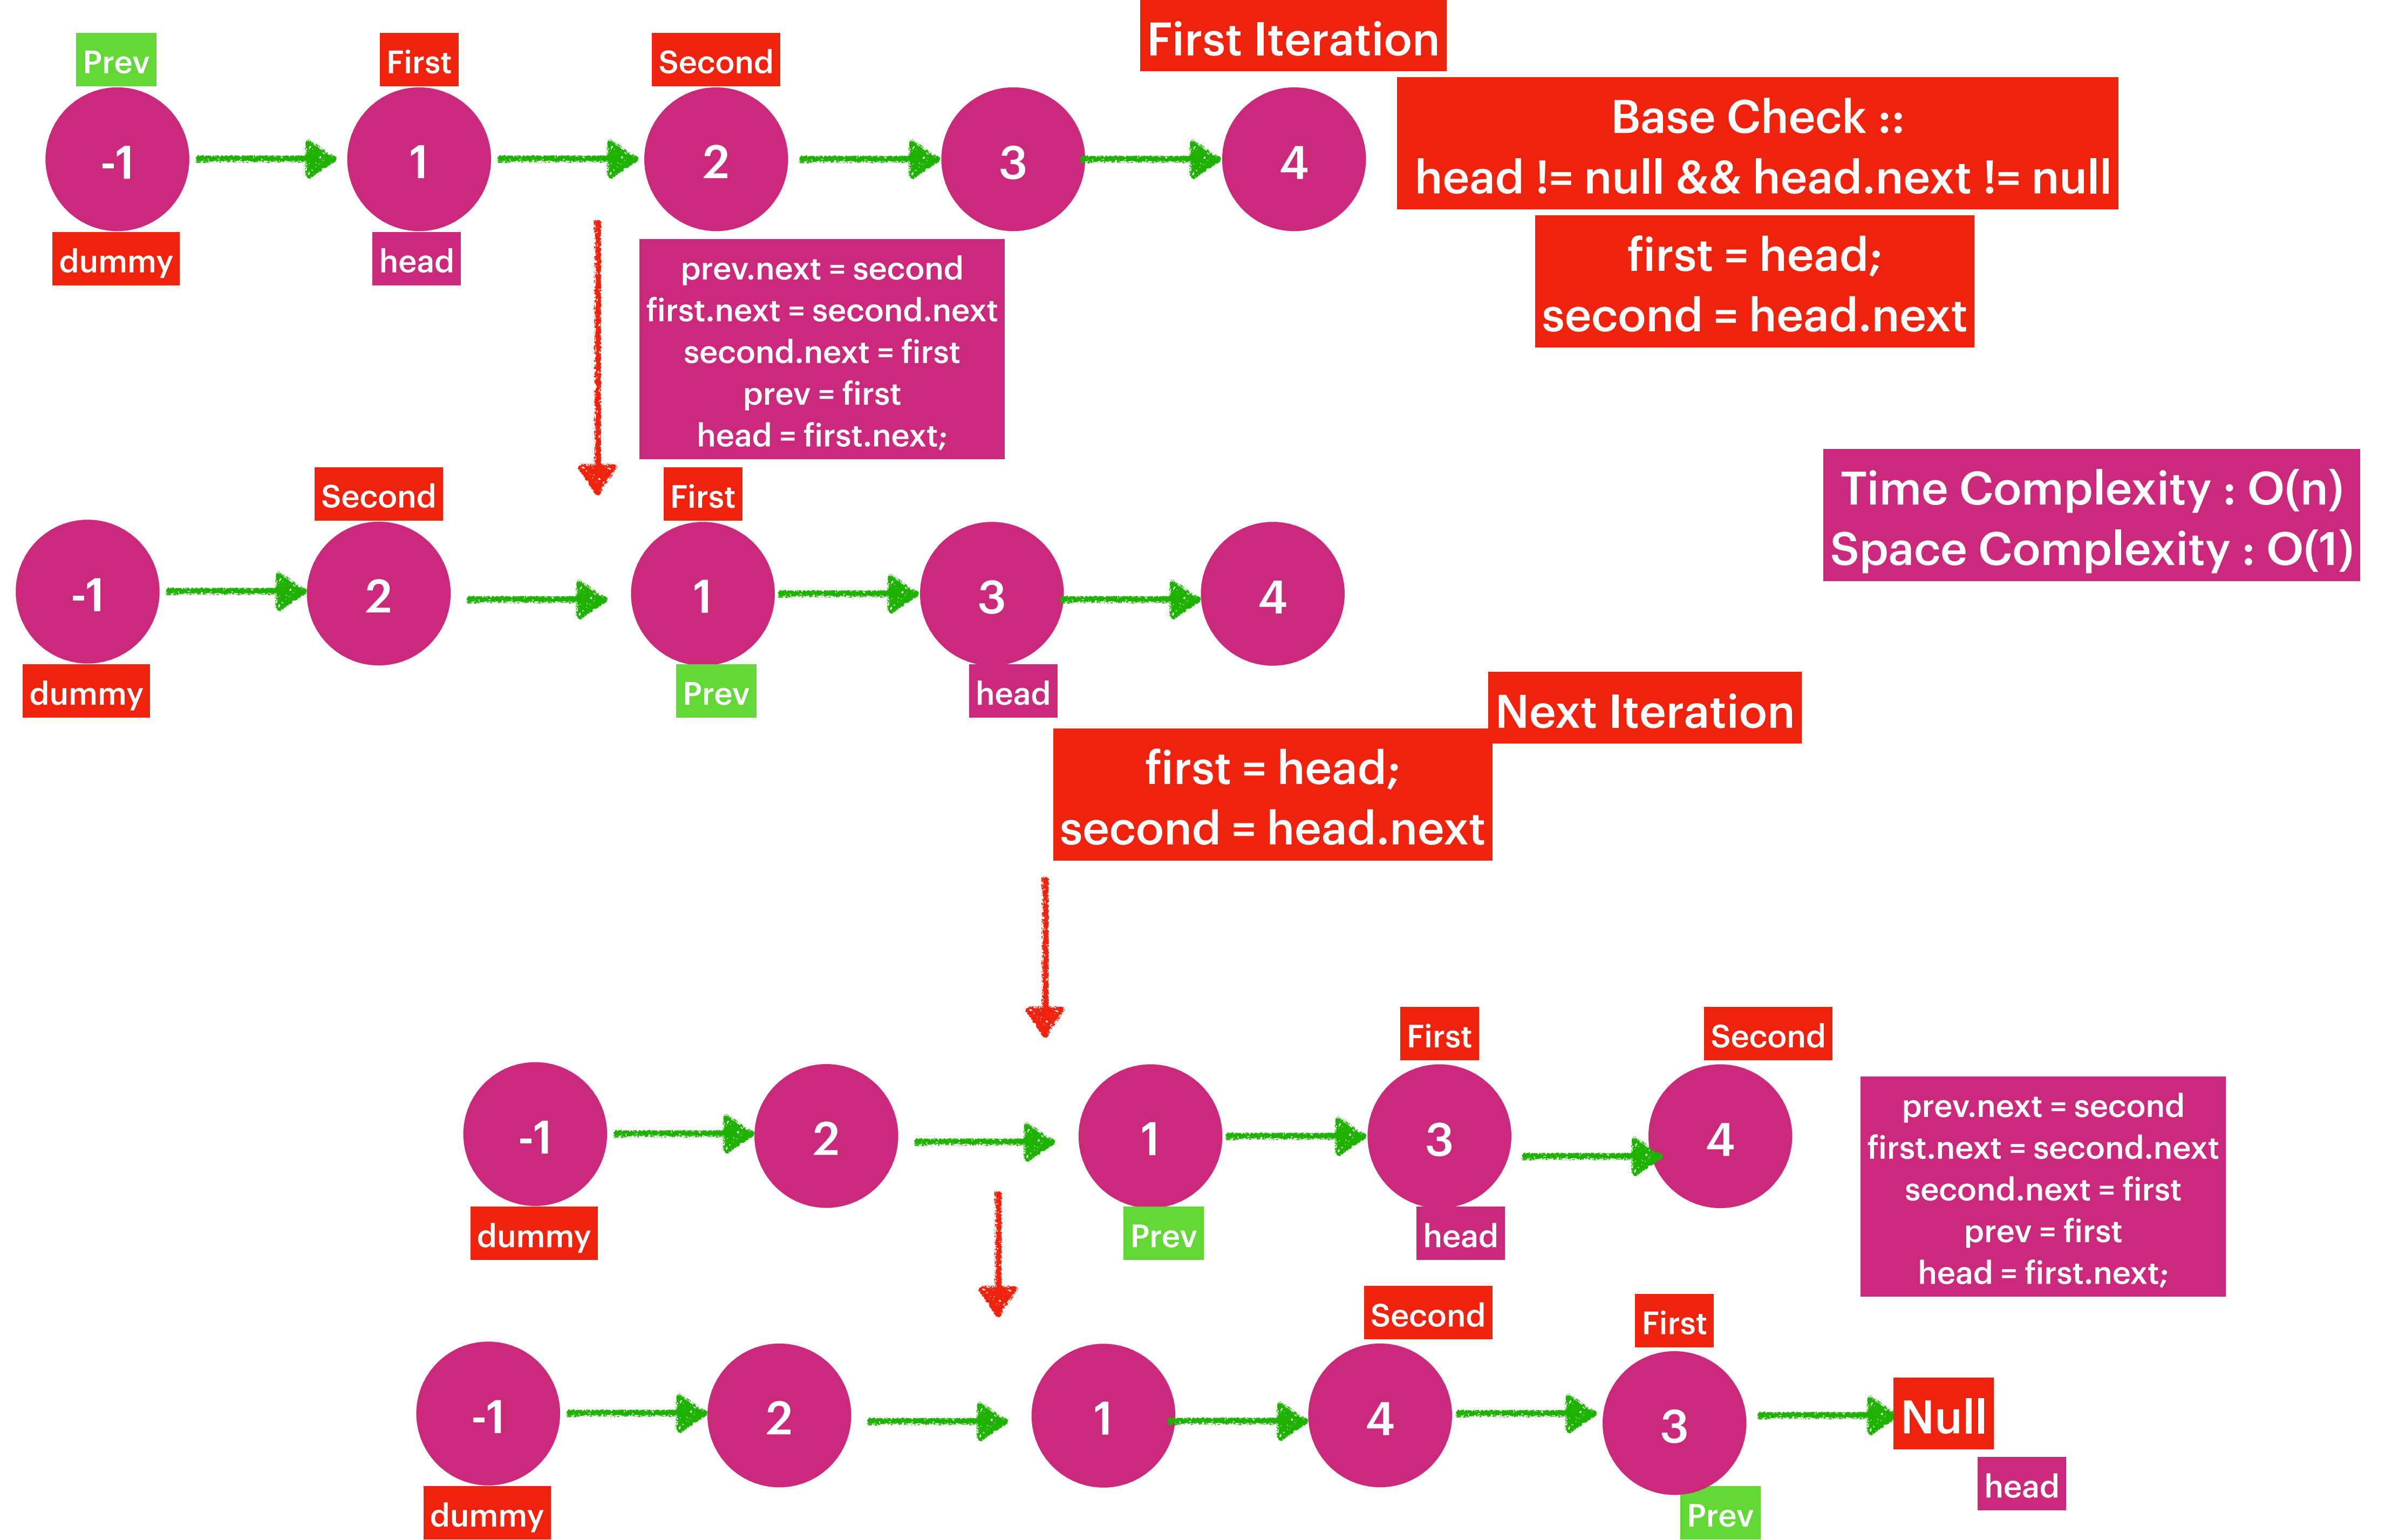 First Iteration
Prev
First
Second
-1
1
2
3
4
dummy
head
Base Check ::
head != null && head.next != null
first = head;
second = head.next
prev.next = second
first.next = second.next
second.next = first
prev = first
head = first.next;
Time Complexity : O(n)
Space Complexity : O(1)
Second
First
-1
2
1
3
4
dummy
Prev
head
Next Iteration
first = head;
second = head.next
First
Second
-1
2
1
3
4
dummy
Prev
head
prev.next = second
first.next = second.next
second.next = first
prev = first
head = first.next;
Second
First
-1
2
1
4
3
Null
dummy
Prev
head